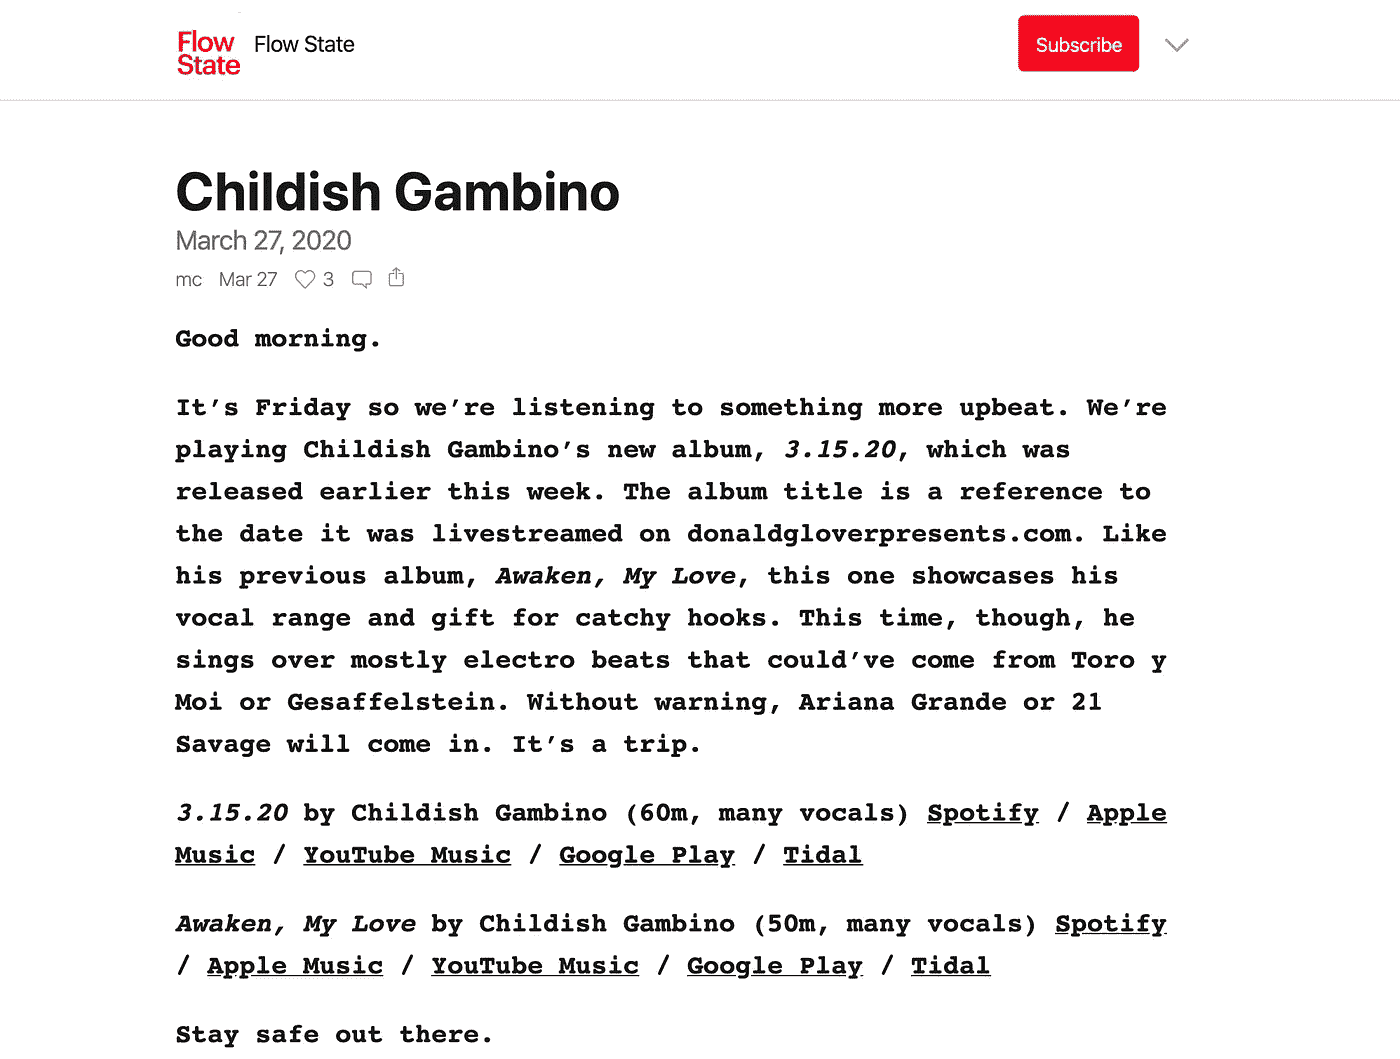 Flow
State
Flow State
Subscribe
Childish Gambino
March 27, 2020
mc Mar 27 3
Good morning.
It’s Friday so we’re listening to something more upbeat. We’re
playing Childish Gambino’s new album, 3.15.20, which was
released earlier this week. The album title is a reference to
the date it was livestreamed on donaldgloverpresents.com. Like
his previous album, Awaken, My Love, this one showcases his
vocal range and gift for catchy hooks. This time, though, he
sings over mostly electro beats that could’ve come from Toro y
Moi or Gesaffelstein. Without warning, Ariana Grande or 21
Savage will come in. It’s a trip.
3.15.20 by Childish Gambino (60m, many vocals) Spotify / Apple
Music / YouTube Music / Google Play / Tidal
Awaken, My Love by Childish Gambino (50m, many vocals) Spotify
/ Apple Music / YouTube Music / Google Play / Tidal
Stay safe out there.